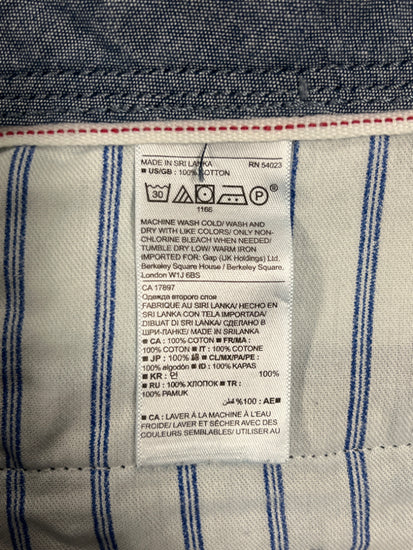 MADE IN SRI LANKA RN 54023
■ US/GB : 100% COTTON
30 P
1166
MACHINE WASH COLD/ WASH AND
DRY WITH LIKE COLORS/ ONLY NON-
CHLORINE BLEACH WHEN NEEDED/
TUMBLE DRY LOW/ WARM IRON
IMPORTED FOR: Gap (UK Holdings) Ltd,
Berkeley Square House / Berkeley Square,
London W1J 6BS
CA 17897
Одежда второго слоя
FABRIQUE AU SRI LANKA/ HECHO EN
SRI LANKA CON TELA IMPORTADA/
DIBUAT DI SRI LANKA/ СДЕЛАНО В
ШРИ-ЛАНКЕ/ MADE IN SRILANKA
■ CA : 100% COTON ■ FR/MA :
100% COTON ■ IT : 100% COTONE
■ JP : 100% 綿 ■ CL/MX/PA/PE :
100% algodón ■ ID : 100% KAPAS
■ KR : 면 100%
■ RU : 100% ХЛОПОК ■ TR :
100% PAMUK
■ AE : 100% قطن
■ CA : LAVER À LA MACHINE À L'EAU
FROIDE/ LAVER ET SÉCHER AVEC DES
COULEURS SEMBLABLES/ UTILISER AU